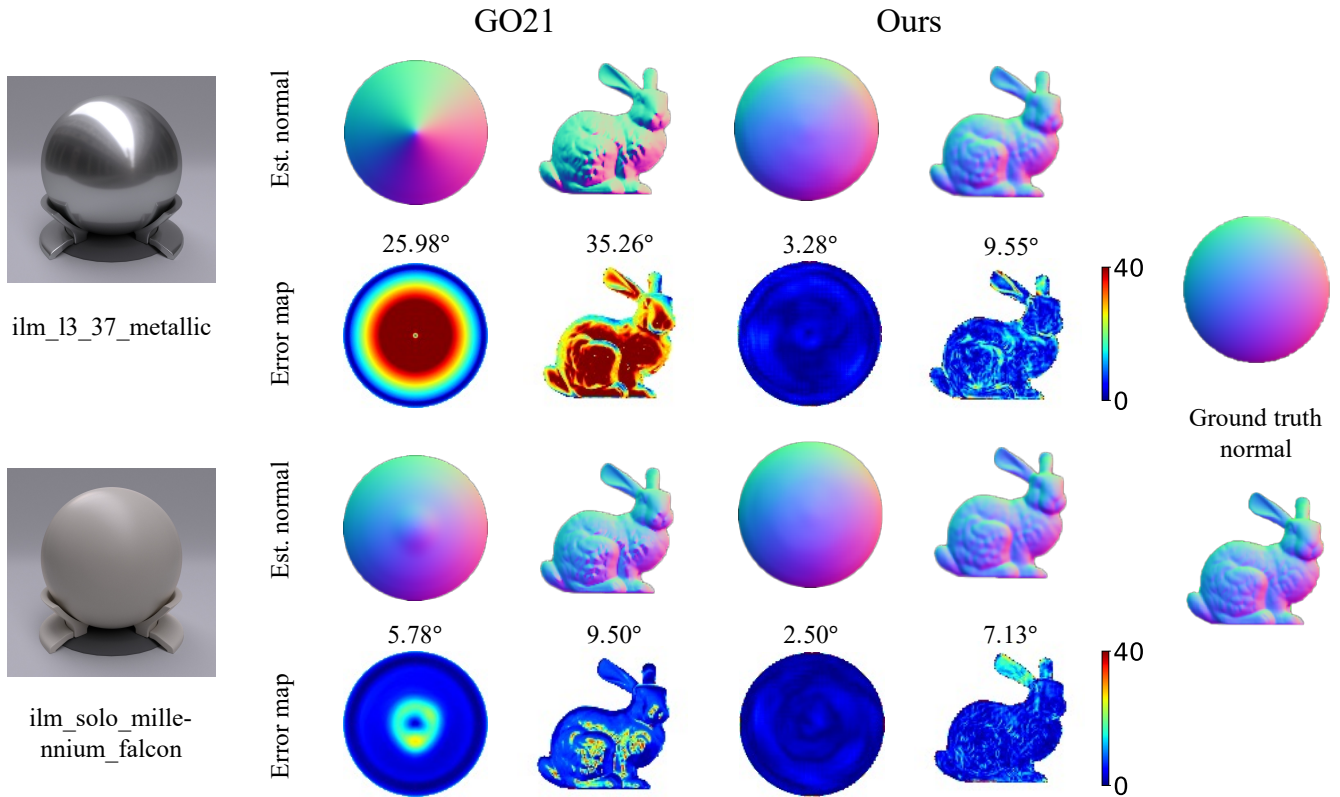 GO21
Ours
Est. normal
25.98°
35.26°
3.28°
9.55°
Error map
40
0
ilm_l3_37_metallic
Ground truth
normal
Est. normal
5.78°
9.50°
2.50°
7.13°
Error map
40
0
ilm_solo_mille-
nnium_falcon